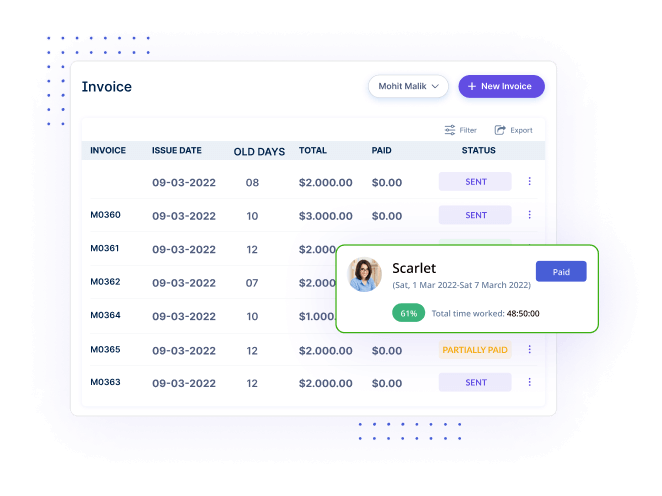 Invoice
Mohit Malik
+ New Invoice
Filter
Export
INVOICE ISSUE DATE OLD DAYS TOTAL PAID STATUS
09-03-2022 08 $2.000.00 $0.00 SENT
M0360 09-03-2022 10 $3.000.00 $0.00 SENT
M0361 09-03-2022 12 $2.00
M0362 09-03-2022 07 $2.00
M0364 09-03-2022 10 $1.000.
Scarlet
Paid
(Sat, 1 Mar 2022-Sat 7 March 2022)
61% Total time worked: 48:50:00
M0365 09-03-2022 12 $2.000.00 $0.00 PARTIALLY PAID
M0363 09-03-2022 12 $2.000.00 $0.00 SENT